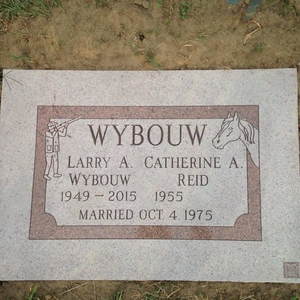 WYBOUW
LARRY A. CATHERINE A.
WYBOUW REID
1949 - 2015 1955
MARRIED OCT. 4. 1975